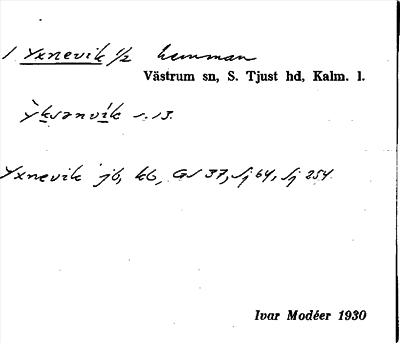 1 Yxnevik 1/2 hemman
Västrum sn, S. Tjust hd, Kalm. l.
Ỳksanvík s. 13.
Yxnevik jb, kb, GS 37, Sj 64, Sj 254
Ivar Modéer 1930